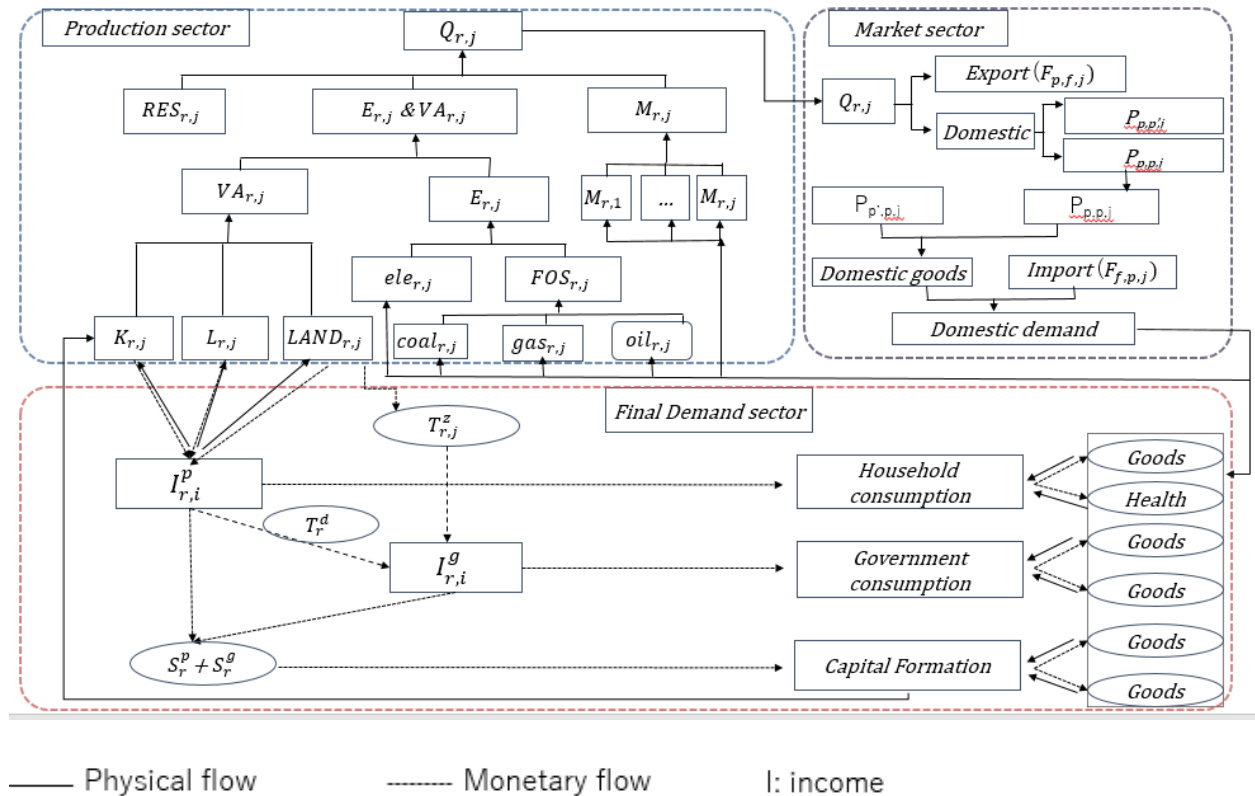 Production sector
Q_{r,j}
Market sector
Export (F_{p,f,j})
RES_{r,j}
E_{r,j} &VA_{r,j}
M_{r,j}
Q_{r,j}
Domestic
P_{p,p',j}
P_{p,p,j}
VA_{r,j}
E_{r,j}
M_{r,1}
...
M_{r,j}
P_{p',p,j}
P_{p,p,j}
ele_{r,j}
FOS_{r,j}
Domestic goods
Import (F_{f,p,j})
K_{r,j}
L_{r,j}
LAND_{r,j}
coal_{r,j}
gas_{r,j}
oil_{r,j}
Domestic demand
Final Demand sector
T^z_{r,j}
I^p_{r,i}
Household
consumption
Goods
Health
T^d_r
I^g_{r,i}
Government
consumption
Goods
Goods
S^p_r + S^g_r
Capital Formation
Goods
Goods
Physical flow
Monetary flow
I: income